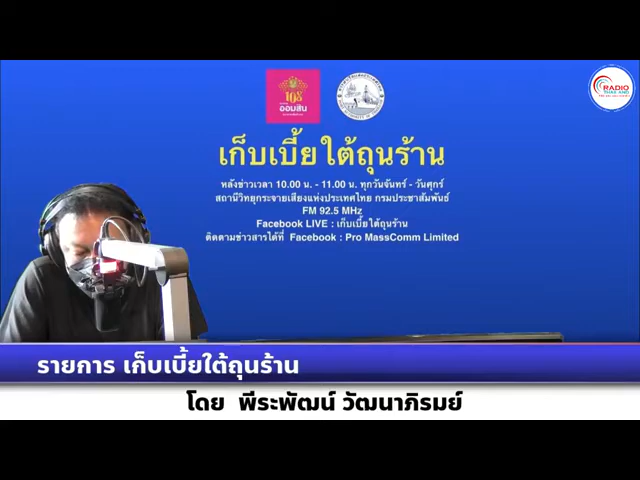 RADIO
THAILAND
ออมสิน
เก็บเบี้ยใต้ถุนร้าน
หลังข่าวเวลา 10.00 น. - 11.00 น. ทุกวันจันทร์ - วันศุกร์
สถานีวิทยุกระจายเสียงแห่งประเทศไทย กรมประชาสัมพันธ์
FM 92.5 MHz
Facebook LIVE : เก็บเบี้ยใต้ถุนร้าน
ติดตามข่าวสารได้ที่ Facebook : Pro MassComm Limited
รายการ เก็บเบี้ยใต้ถุนร้าน
โดย พีระพัฒน์ วัฒนาภิรมย์